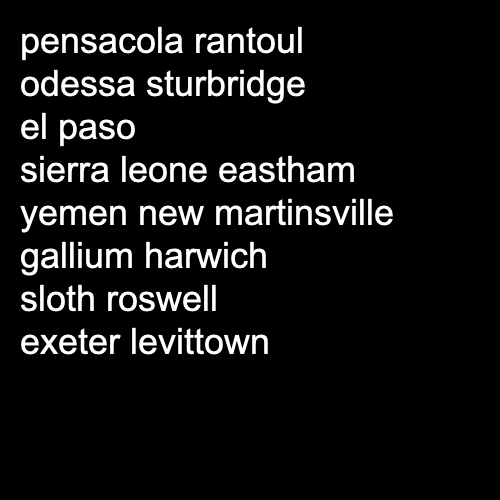 pensacola rantoul
odessa sturbridge
el paso
sierra leone eastham
yemen new martinsville
gallium harwich
sloth roswell
exeter levittown